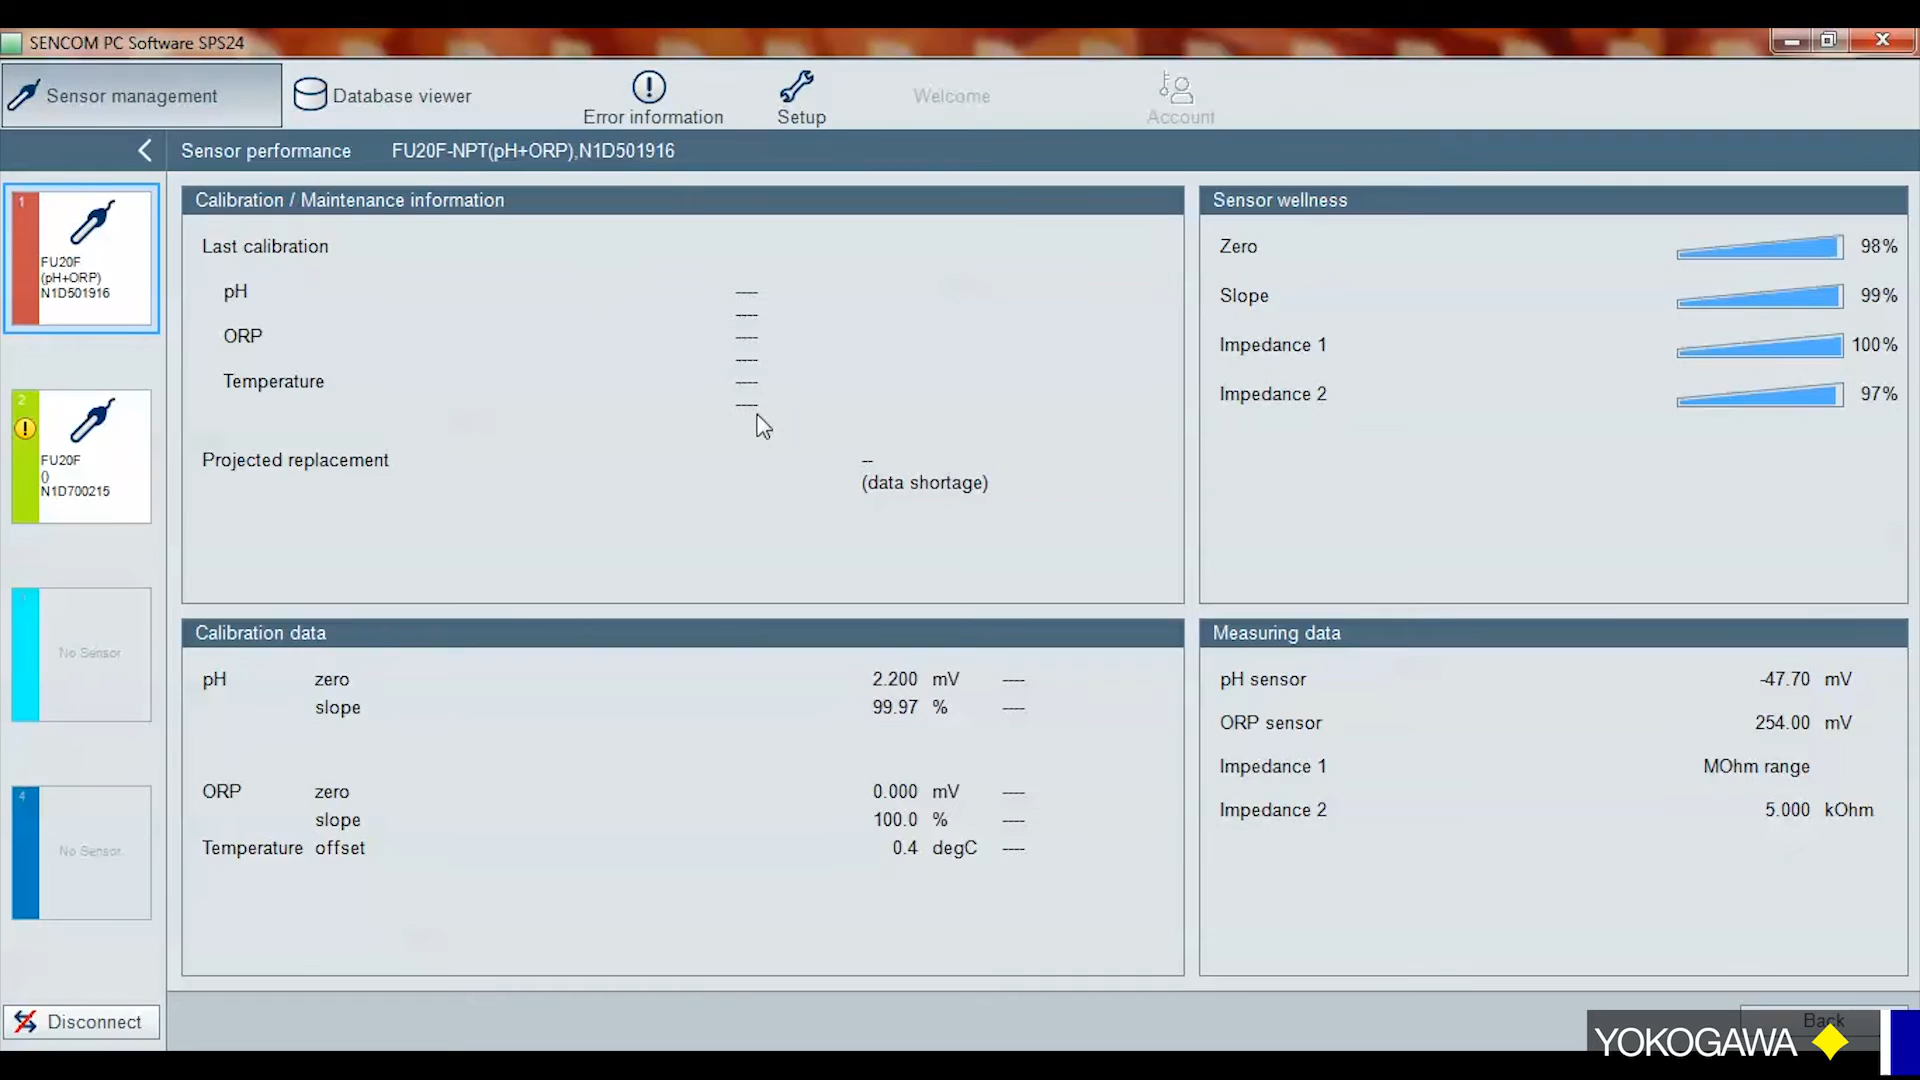 SENCOM PC Software SPS24
Sensor management
Database viewer
Error information
Setup
Welcome
Account
Sensor performance FU20F-NPT(pH+ORP),N1D501916
1
FU20F
(pH+ORP)
N1D501916
2
FU20F
()
N1D700215
No Sensor
4
No Sensor
Disconnect
Calibration / Maintenance information
Last calibration
pH ----
----
ORP ----
----
Temperature ----
----
Projected replacement --
(data shortage)
Sensor wellness
Zero 98%
Slope 99%
Impedance 1 100%
Impedance 2 97%
Calibration data
pH zero 2.200 mV ----
slope 99.97 % ----
ORP zero 0.000 mV ----
slope 100.0 % ----
Temperature offset 0.4 degC ----
Measuring data
pH sensor -47.70 mV
ORP sensor 254.00 mV
Impedance 1 MOhm range
Impedance 2 5.000 kOhm
Back
YOKOGAWA